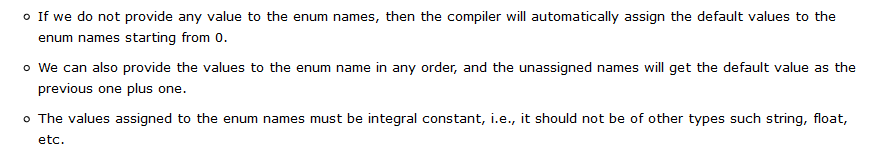 o If we do not provide any value to the enum names, then the compiler will automatically assign the default values to the
enum names starting from 0.
o We can also provide the values to the enum name in any order, and the unassigned names will get the default value as the
previous one plus one.
o The values assigned to the enum names must be integral constant, i.e., it should not be of other types such string, float,
etc.